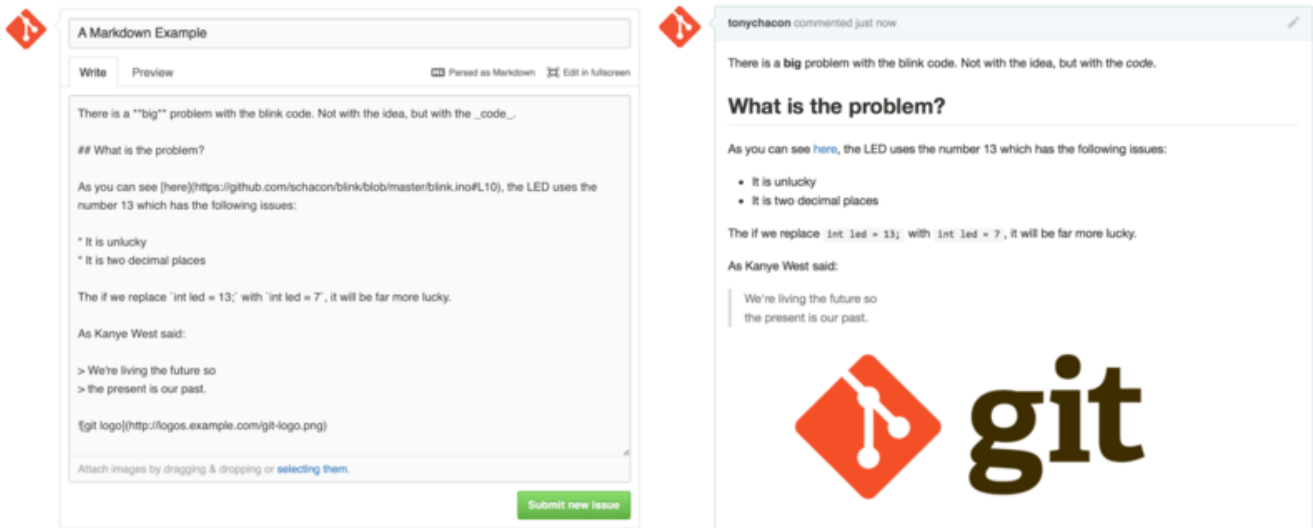 A Markdown Example
Write Preview Parsed as Markdown Edit in fullscreen
There is a **big** problem with the blink code. Not with the idea, but with the _code_.
## What is the problem?
As you can see [here](https://github.com/schacon/blink/blob/master/blink.ino#L10), the LED uses the
number 13 which has the following issues:
* It is unlucky
* It is two decimal places
The if we replace `int led = 13;` with `int led = 7`, it will be far more lucky.
As Kanye West said:
> We're living the future so
> the present is our past.
![git logo](http://logos.example.com/git-logo.png)
Attach images by dragging & dropping or selecting them.
Submit new issue
tonychacon commented just now
There is a big problem with the blink code. Not with the idea, but with the code.
What is the problem?
As you can see here, the LED uses the number 13 which has the following issues:
• It is unlucky
• It is two decimal places
The if we replace int led = 13; with int led = 7 , it will be far more lucky.
As Kanye West said:
We're living the future so
the present is our past.
git